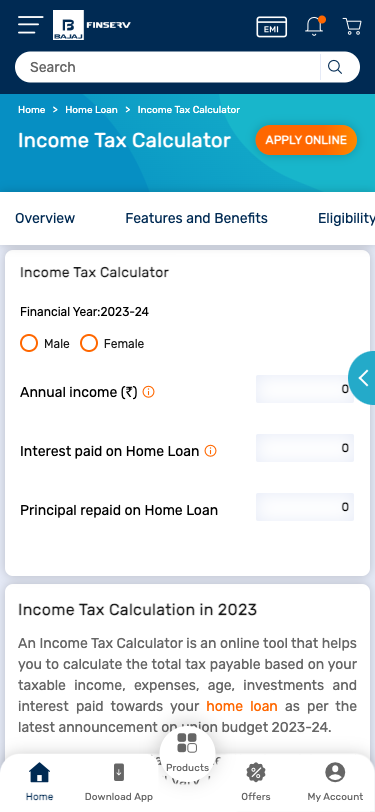 B
BAJAJ
FINSERV
EMI
Search
Home > Home Loan > Income Tax Calculator
Income Tax Calculator
APPLY ONLINE
Overview
Features and Benefits
Eligibility
Income Tax Calculator
Financial Year:2023-24
Male
Female
Annual income (₹)
0
Interest paid on Home Loan
0
Principal repaid on Home Loan
0
Income Tax Calculation in 2023
An Income Tax Calculator is an online tool that helps
you to calculate the total tax payable based on your
taxable income, expenses, age, investments and
interest paid towards your home loan as per the
latest announcement on union budget 2023-24.
Home
Download App
Products
Offers
My Account